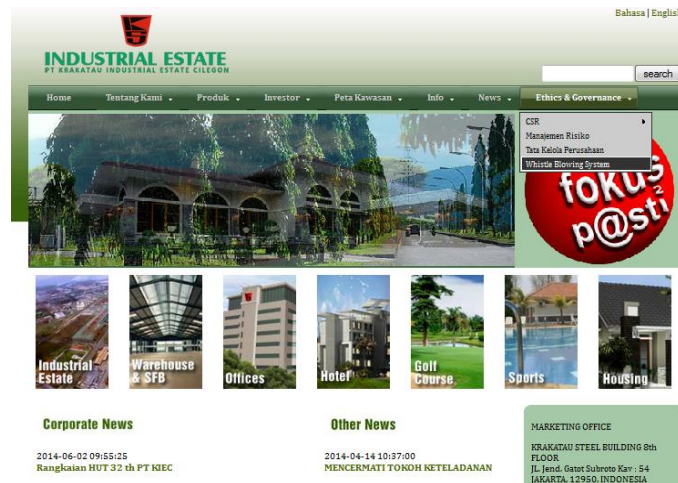 Bahasa | English
INDUSTRIAL ESTATE
PT KRAKATAU INDUSTRIAL ESTATE CILEGON
search
Home Tentang Kami Produk Investor Peta Kawasan Info News Ethics & Governance
CSR
Manajemen Risiko
Tata Kelola Perusahaan
Whistle Blowing System
fokus
p@sti 2
Industrial
Estate
Warehouse
& SFB
Offices
Hotel
Golf
Course
Sports
Housing
Corporate News
2014-06-02 09:55:25
Rangkaian HUT 32 th PT KIEC
Other News
2014-04-14 10:37:00
MENCERMATI TOKOH KETELADANAN
MARKETING OFFICE
KRAKATAU STEEL BUILDING 8th
FLOOR
JL. Jend. Gatot Subroto Kav : 54
JAKARTA, 12950, INDONESIA